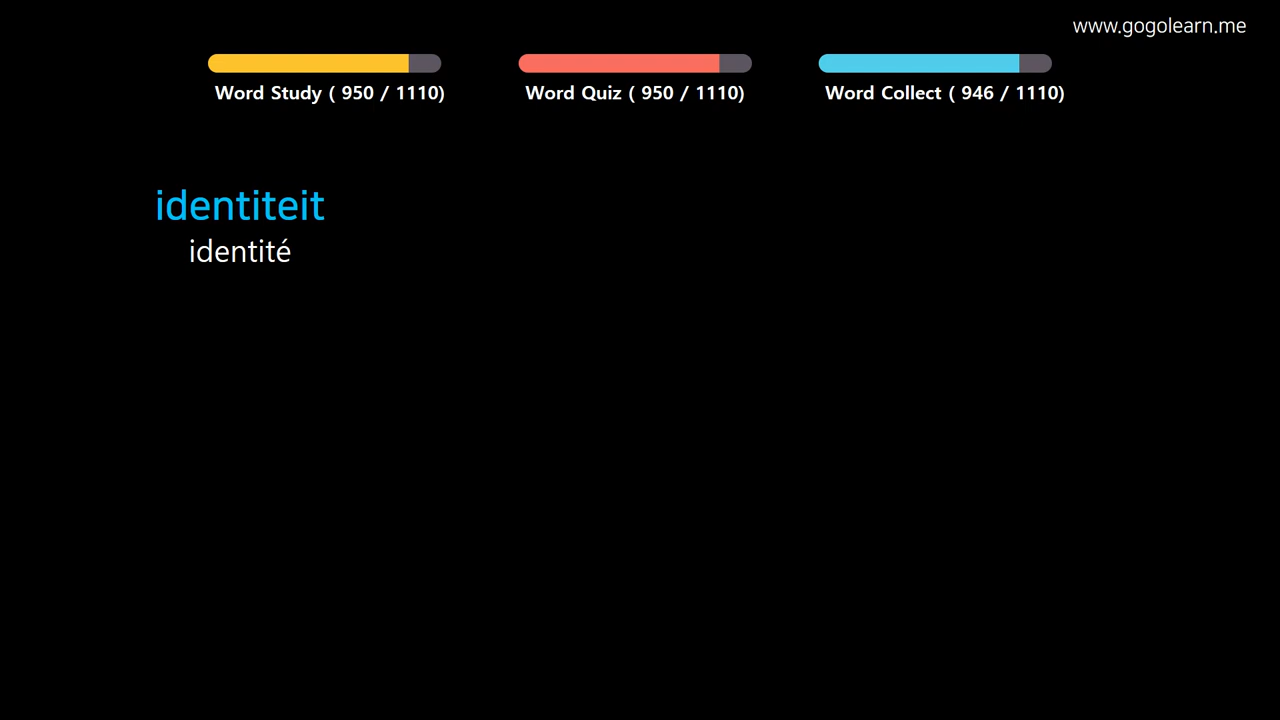 www.gogolearn.me
Word Study ( 950 / 1110)
Word Quiz ( 950 / 1110)
Word Collect ( 946 / 1110)
identiteit
identité